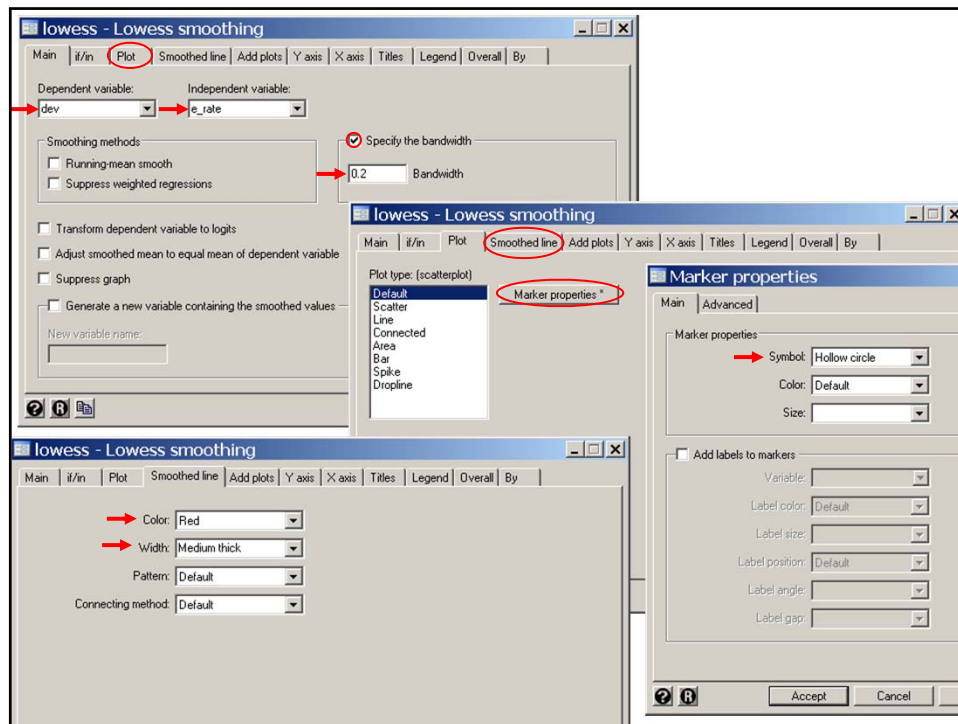 lowess - Lowess smoothing
Main if/in Plot Smoothed line Add plots Y axis X axis Titles Legend Overall By
Dependent variable: Independent variable:
dev e_rate
Smoothing methods
Running-mean smooth
Suppress weighted regressions
Specify the bandwidth
0.2 Bandwidth
Transform dependent variable to logits
Adjust smoothed mean to equal mean of dependent variable
Suppress graph
Generate a new variable containing the smoothed values
New variable name:
? R
lowess - Lowess smoothing
Main if/in Plot Smoothed line Add plots Y axis X axis Titles Legend Overall By
Plot type: (scatterplot)
Default
Scatter
Line
Connected
Area
Bar
Spike
Dropline
Marker properties *
Marker properties
Main Advanced
Marker properties
Symbol: Hollow circle
Color: Default
Size:
Add labels to markers
Variable:
Label color: Default
Label size:
Label position: Default
Label angle:
Label gap:
? R
Accept Cancel
lowess - Lowess smoothing
Main if/in Plot Smoothed line Add plots Y axis X axis Titles Legend Overall By
Color: Red
Width: Medium thick
Pattern: Default
Connecting method: Default